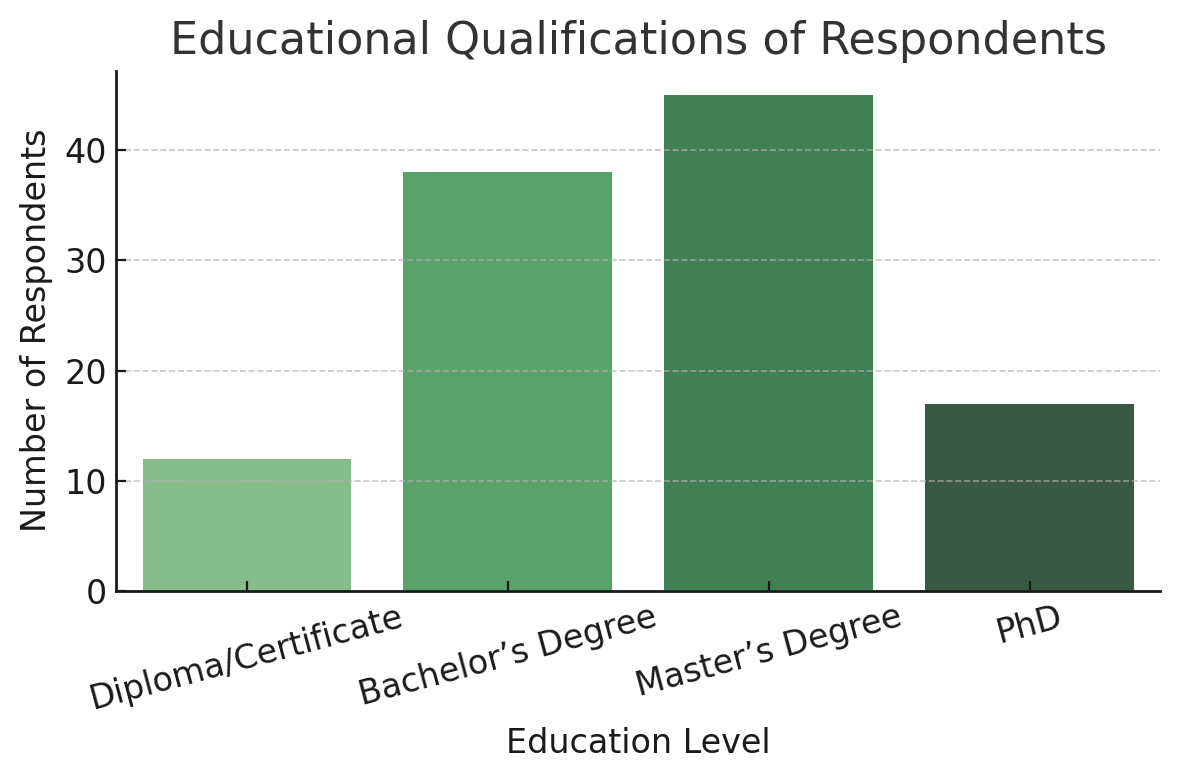 Educational Qualifications of Respondents
Number of Respondents
40
30
20
10
0
Diploma/Certificate
Bachelor’s Degree
Master’s Degree
PhD
Education Level